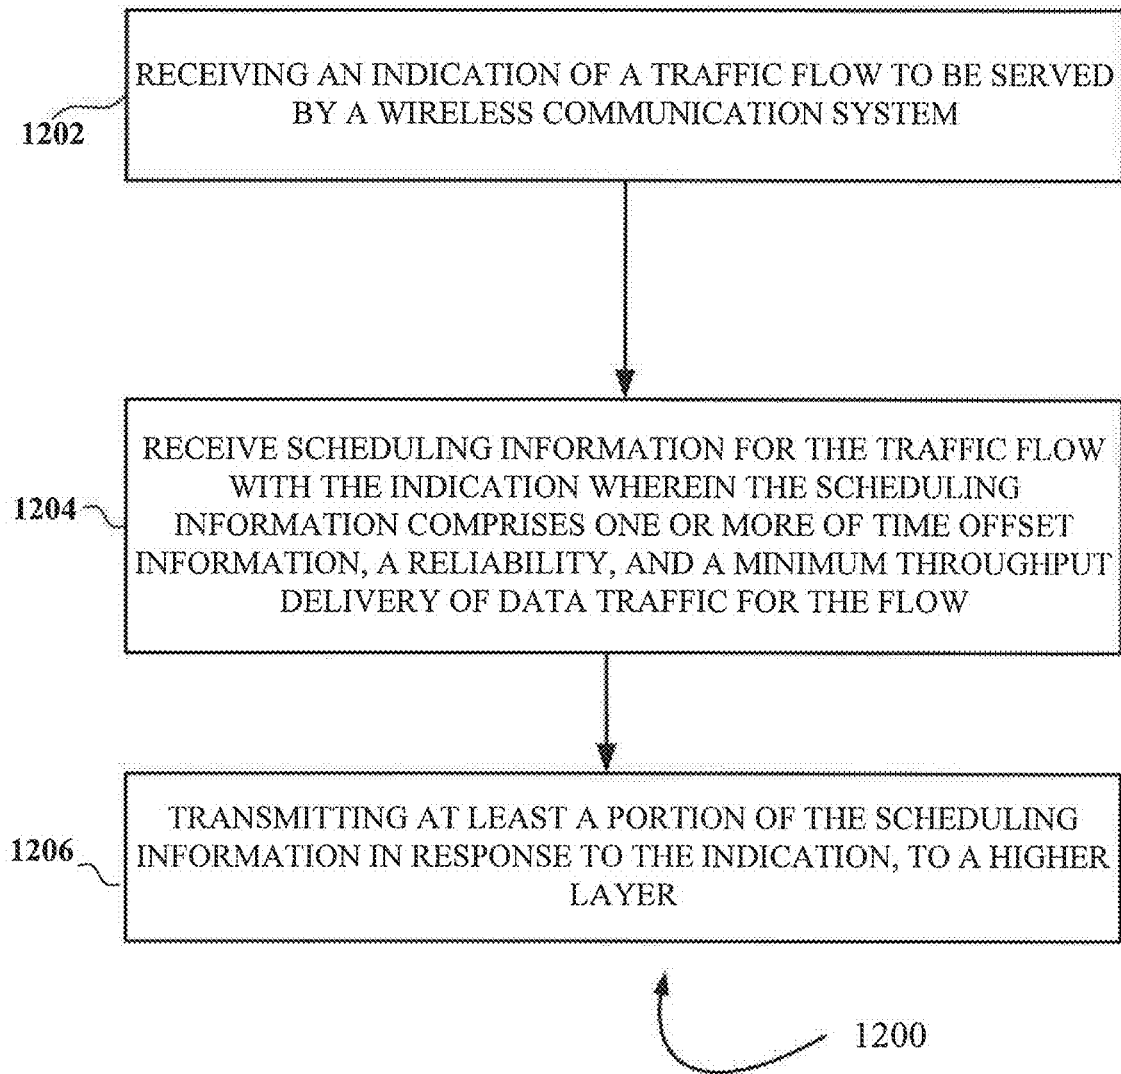 RECEIVING AN INDICATION OF A TRAFFIC FLOW TO BE SERVED
BY A WIRELESS COMMUNICATION SYSTEM
1202
RECEIVE SCHEDULING INFORMATION FOR THE TRAFFIC FLOW
WITH THE INDICATION WHEREIN THE SCHEDULING
INFORMATION COMPRISES ONE OR MORE OF TIME OFFSET
INFORMATION, A RELIABILITY, AND A MINIMUM THROUGHPUT
DELIVERY OF DATA TRAFFIC FOR THE FLOW
1204
TRANSMITTING AT LEAST A PORTION OF THE SCHEDULING
INFORMATION IN RESPONSE TO THE INDICATION, TO A HIGHER
LAYER
1206
1200